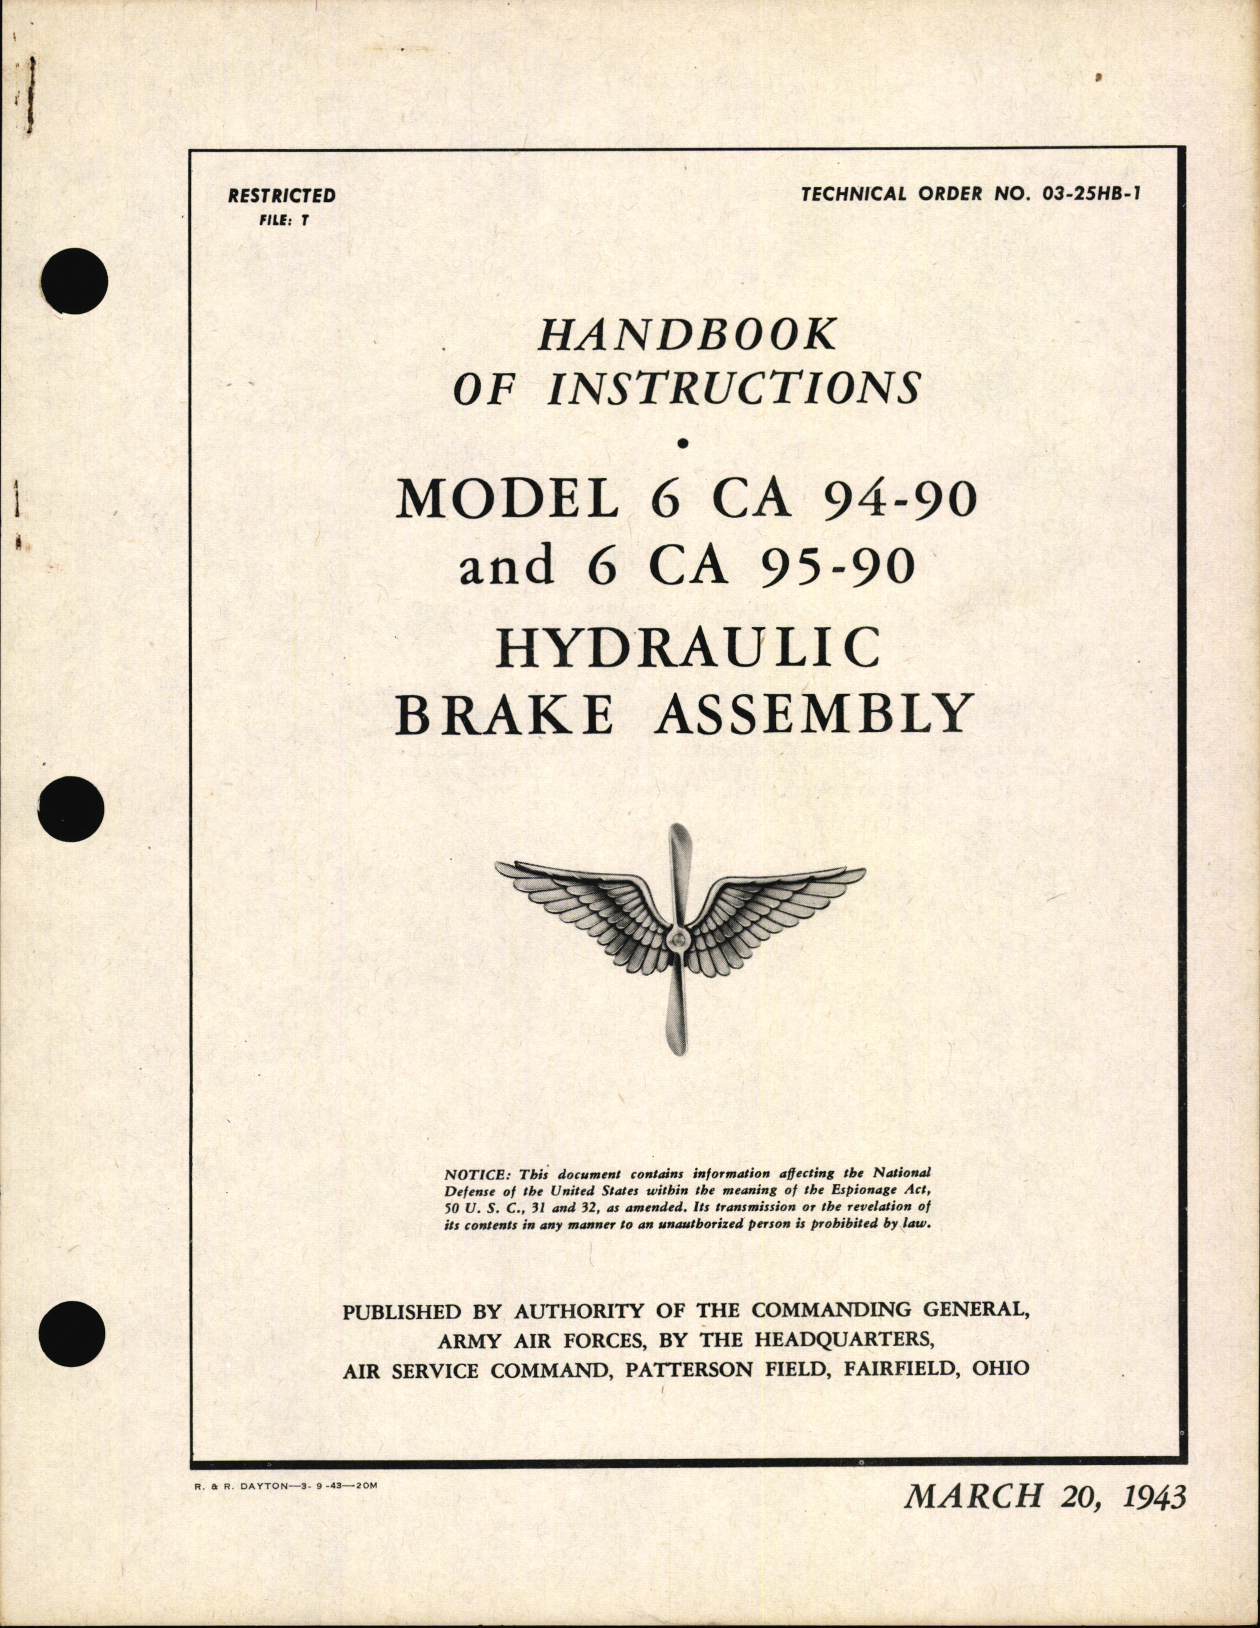 RESTRICTED
FILE: T
TECHNICAL ORDER NO. 03-25HB-1
HANDBOOK
OF INSTRUCTIONS
•
MODEL 6 CA 94-90
and 6 CA 95-90
HYDRAULIC
BRAKE ASSEMBLY
NOTICE: This document contains information affecting the National
Defense of the United States within the meaning of the Espionage Act,
50 U. S. C., 31 and 32, as amended. Its transmission or the revelation of
its contents in any manner to an unauthorized person is prohibited by law.
PUBLISHED BY AUTHORITY OF THE COMMANDING GENERAL,
ARMY AIR FORCES, BY THE HEADQUARTERS,
AIR SERVICE COMMAND, PATTERSON FIELD, FAIRFIELD, OHIO
R. & R. DAYTON—3-9-43—20M
MARCH 20, 1943